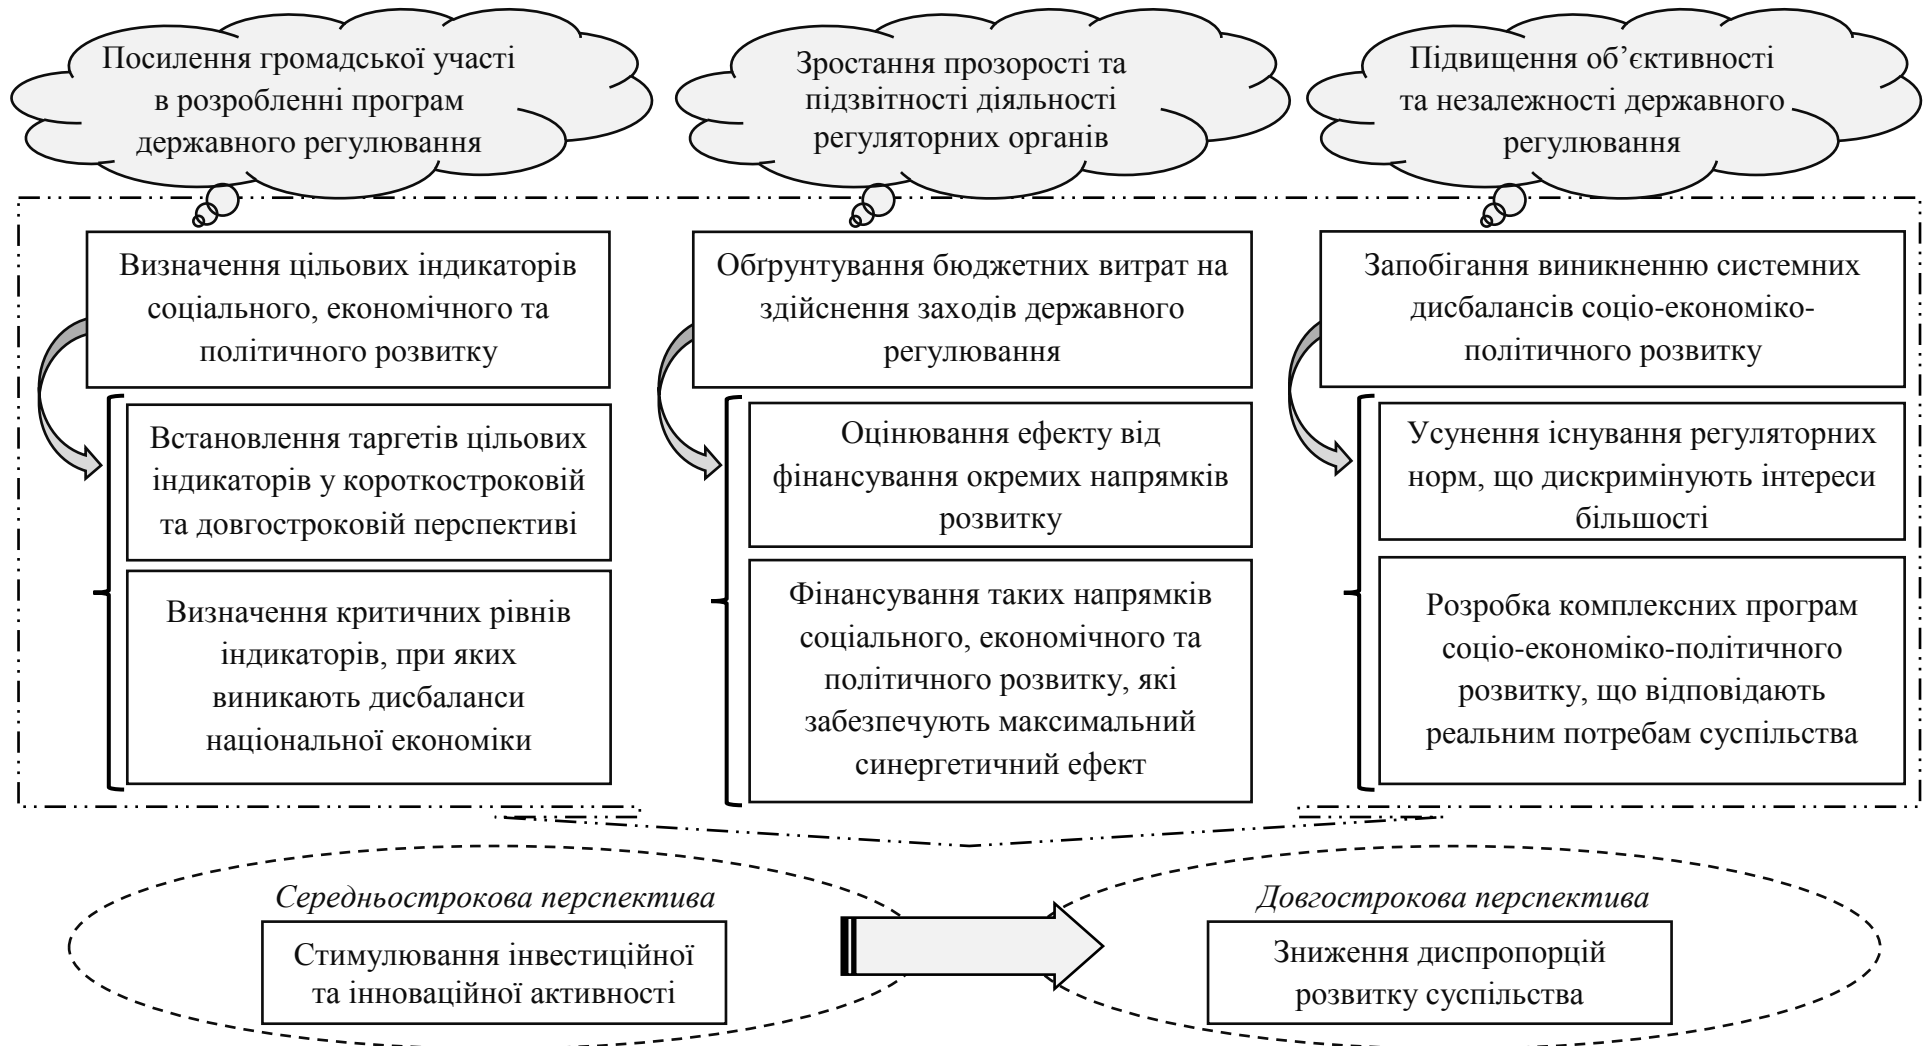 Посилення громадської участі
в розробленні програм
державного регулювання
Зростання прозорості та
підзвітності діяльності
регуляторних органів
Підвищення об’єктивності
та незалежності державного
регулювання
Визначення цільових індикаторів
соціального, економічного та
політичного розвитку
Встановлення таргетів цільових
індикаторів у короткостроковій
та довгостроковій перспективі
Визначення критичних рівнів
індикаторів, при яких
виникають дисбаланси
національної економіки
Обґрунтування бюджетних витрат на
здійснення заходів державного
регулювання
Оцінювання ефекту від
фінансування окремих напрямків
розвитку
Фінансування таких напрямків
соціального, економічного та
політичного розвитку, які
забезпечують максимальний
синергетичний ефект
Запобігання виникненню системних
дисбалансів соціо-економіко-
політичного розвитку
Усунення існування регуляторних
норм, що дискримінують інтереси
більшості
Розробка комплексних програм
соціо-економіко-політичного
розвитку, що відповідають
реальним потребам суспільства
Середньострокова перспектива
Стимулювання інвестиційної
та інноваційної активності
Довгострокова перспектива
Зниження диспропорцій
розвитку суспільства